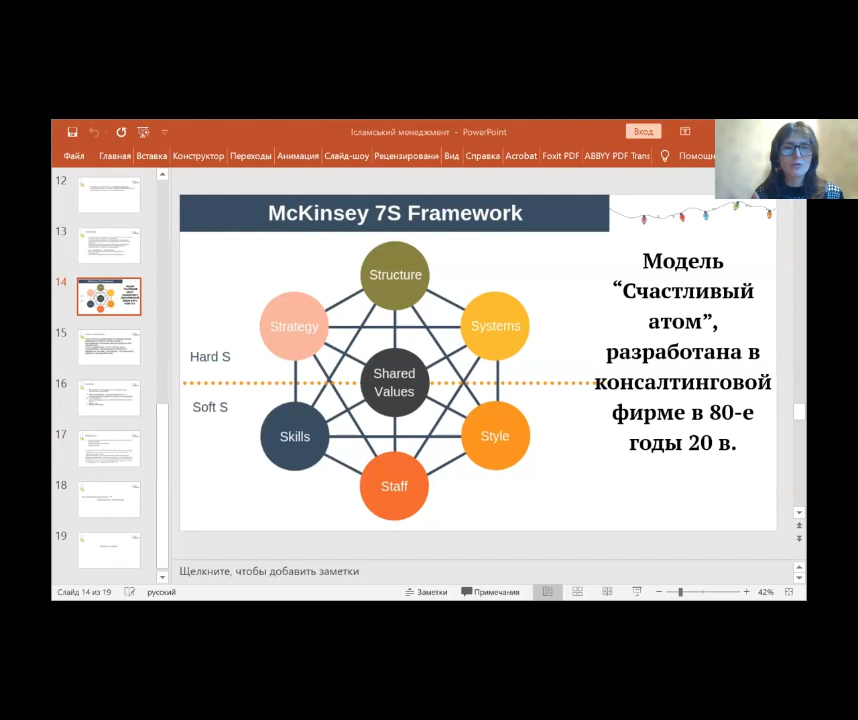 Ісламський менеджмент - PowerPoint
Вход
Файл Главная Вставка Конструктор Переходы Анимация Слайд-шоу Рецензировани Вид Справка Acrobat Foxit PDF ABBYY PDF Trans Помощн
12
13
14
15
16
17
18
19
McKinsey 7S Framework
Structure
Strategy
Systems
Shared
Values
Hard S
Soft S
Skills
Style
Staff
Модель
“Счастливый
атом”,
разработана в
консалтинговой
фирме в 80-е
годы 20 в.
Щелкните, чтобы добавить заметки
Слайд 14 из 19 русский Заметки Примечания 42%